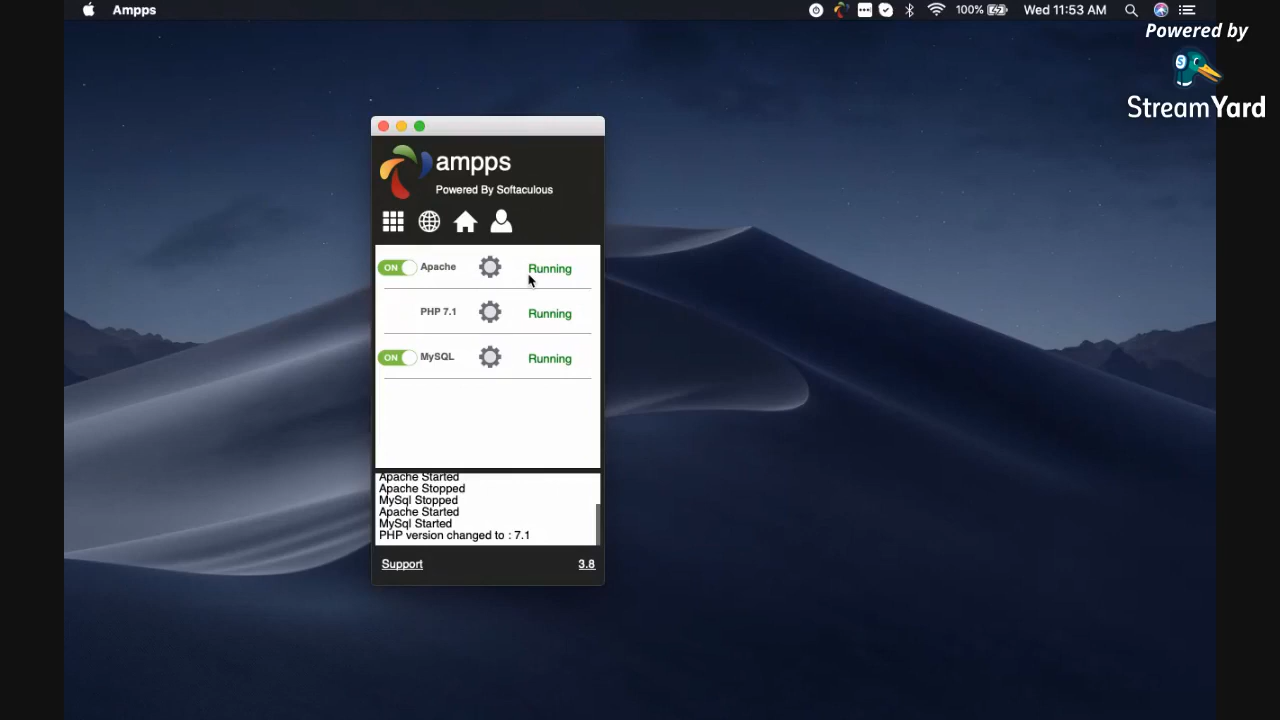 Ampps
100%
Wed 11:53 AM
Powered by
StreamYard
ampps
Powered By Softaculous
ON Apache Running
PHP 7.1 Running
ON MySQL Running
Apache Started
Apache Stopped
MySql Stopped
Apache Started
MySql Started
PHP version changed to : 7.1
Support 3.8